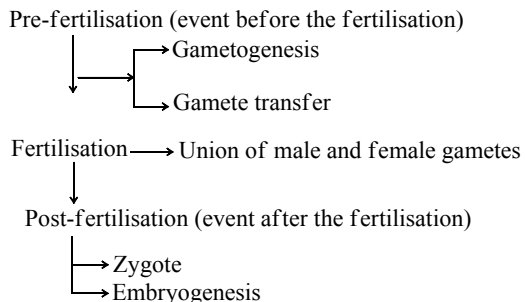 Pre-fertilisation (event before the fertilisation)
Gametogenesis
Gamete transfer
Fertilisation Union of male and female gametes
Post-fertilisation (event after the fertilisation)
Zygote
Embryogenesis